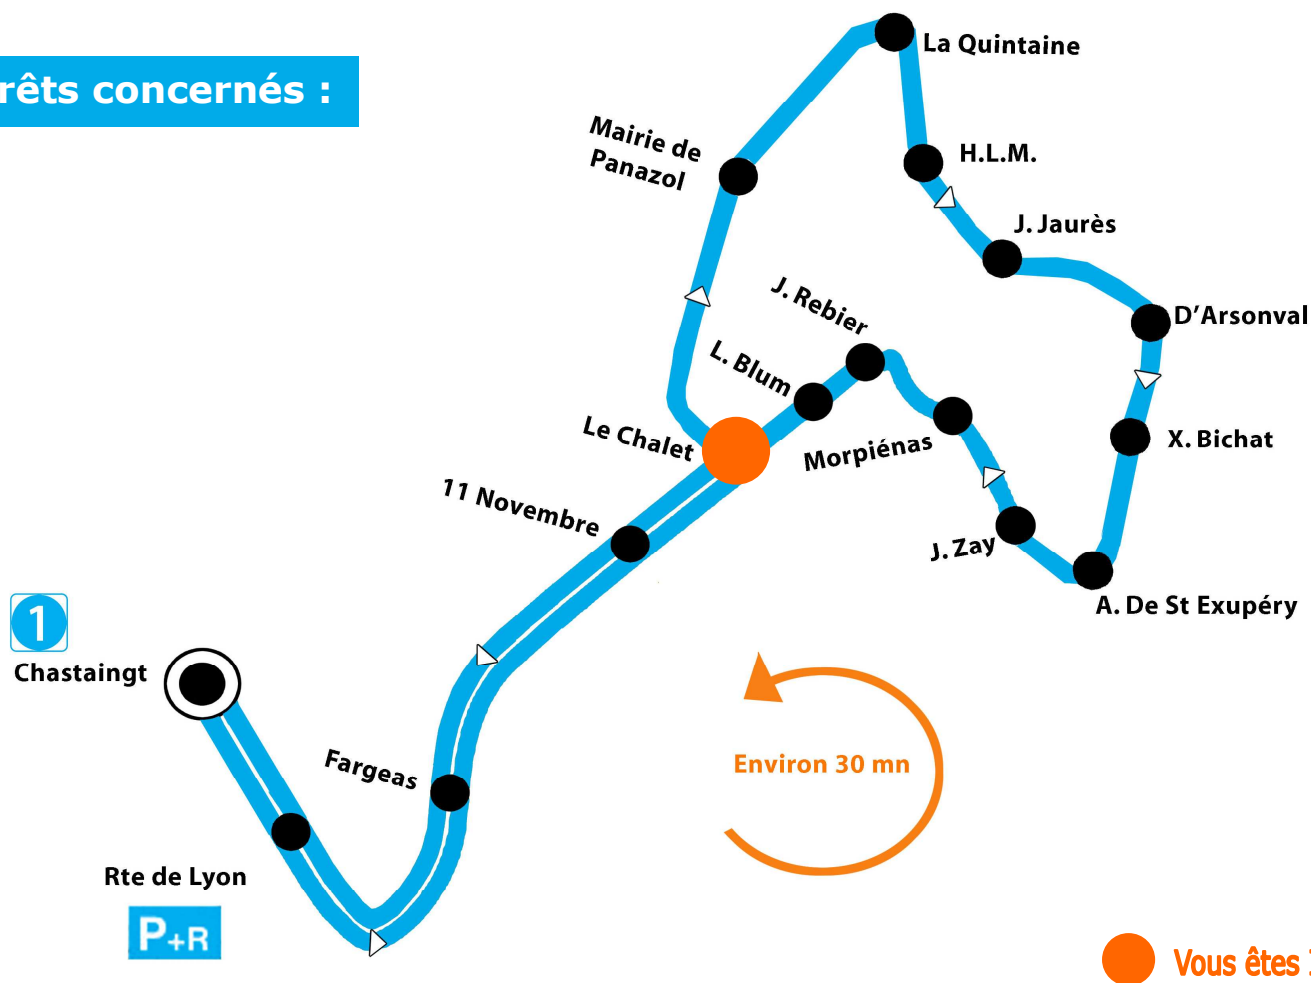 rêts concernés :
La Quintaine
Mairie de
Panazol
H.L.M.
J. Jaurès
J. Rebier
D'Arsonval
L. Blum
Le Chalet
Morpiénas
X. Bichat
11 Novembre
J. Zay
A. De St Exupéry
1
Chastaingt
Fargeas
Environ 30 mn
Rte de Lyon
P+R
Vous êtes